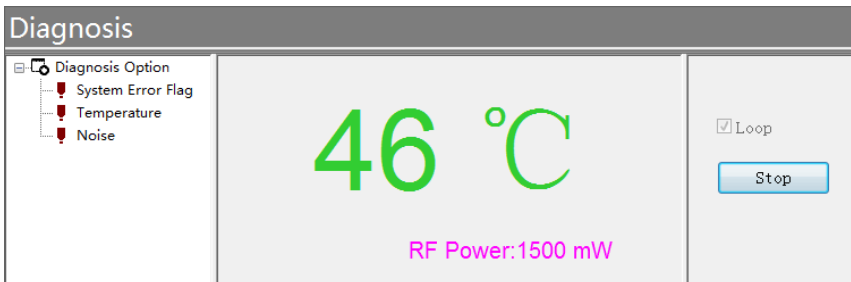 Diagnosis
Diagnosis Option
System Error Flag
Temperature
Noise
46 ℃
RF Power:1500 mW
Loop
Stop